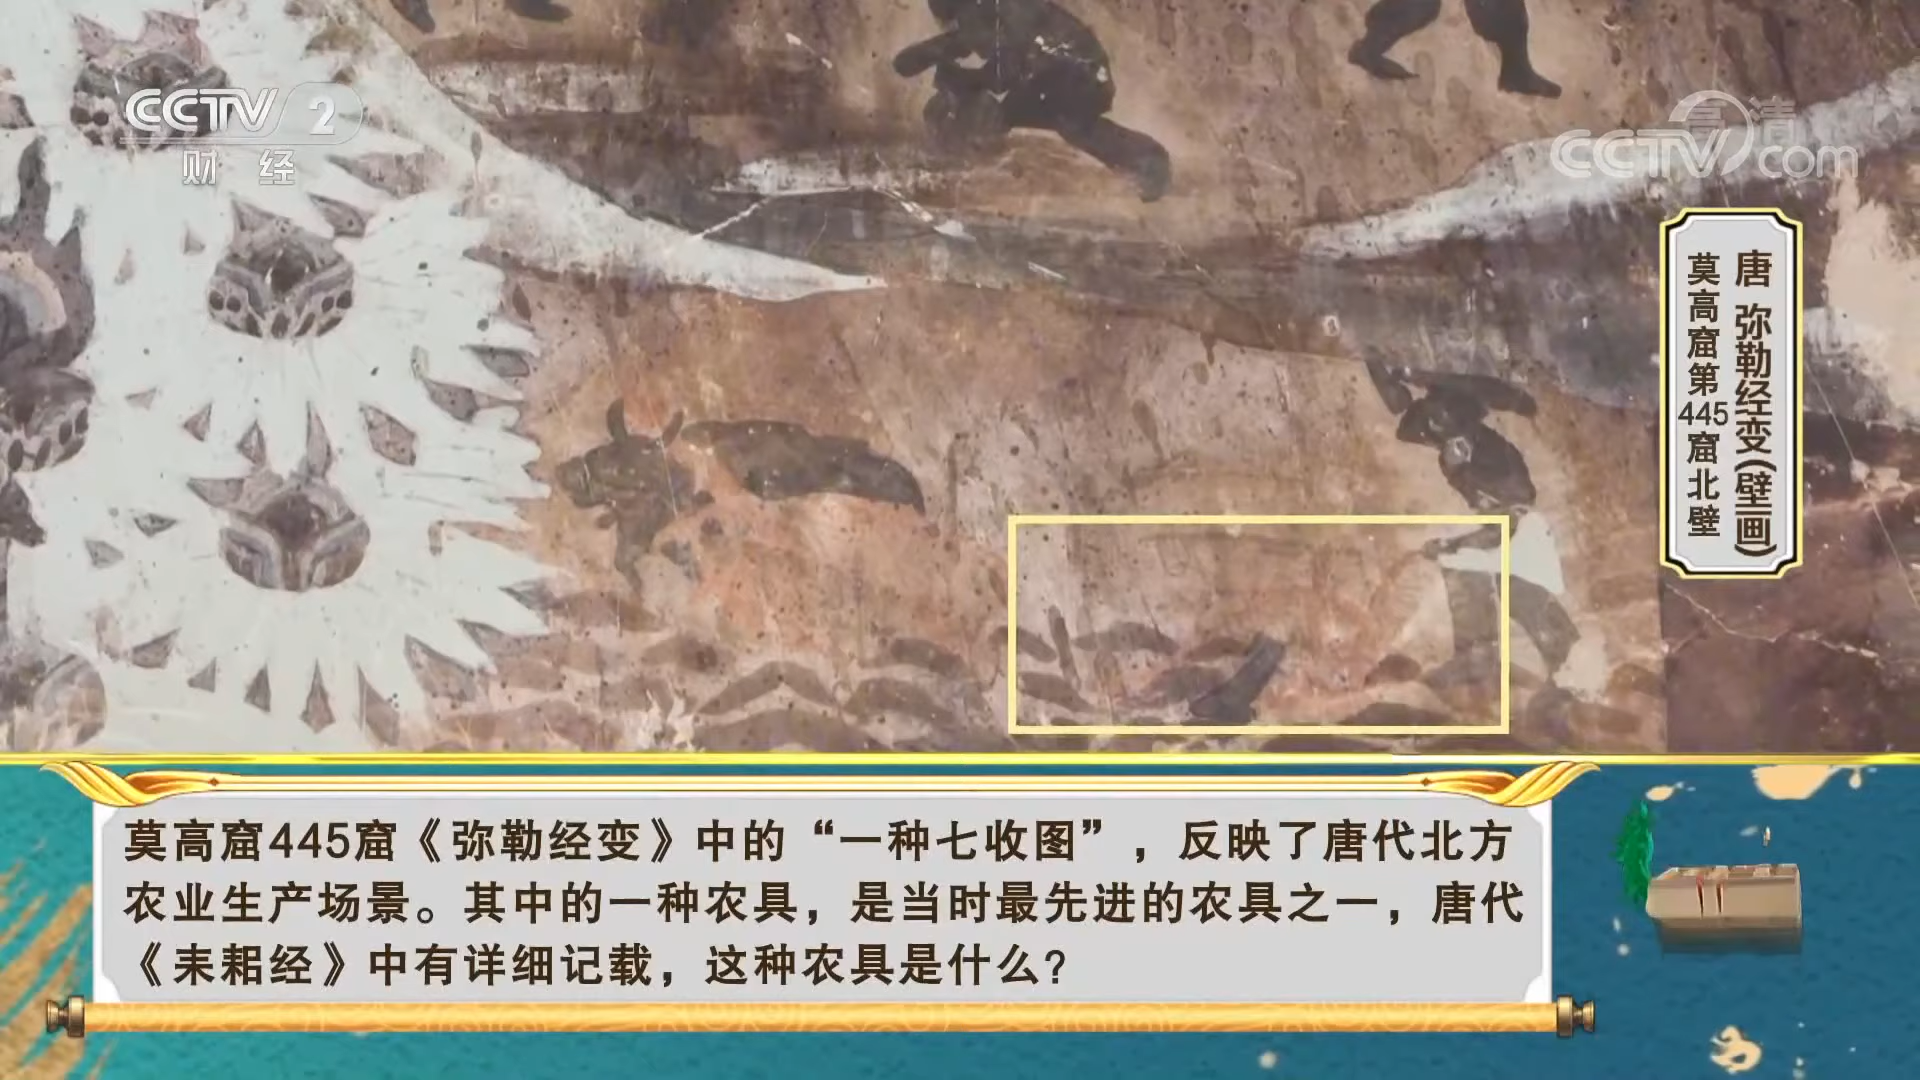 CCTV 2
财 经
高清
CCTV com
唐 弥勒经变(壁画)
莫高窟第445窟北壁
莫高窟445窟《弥勒经变》中的“一种七收图”，反映了唐代北方
农业生产场景。其中的一种农具，是当时最先进的农具之一，唐代
《耒耜经》中有详细记载，这种农具是什么？